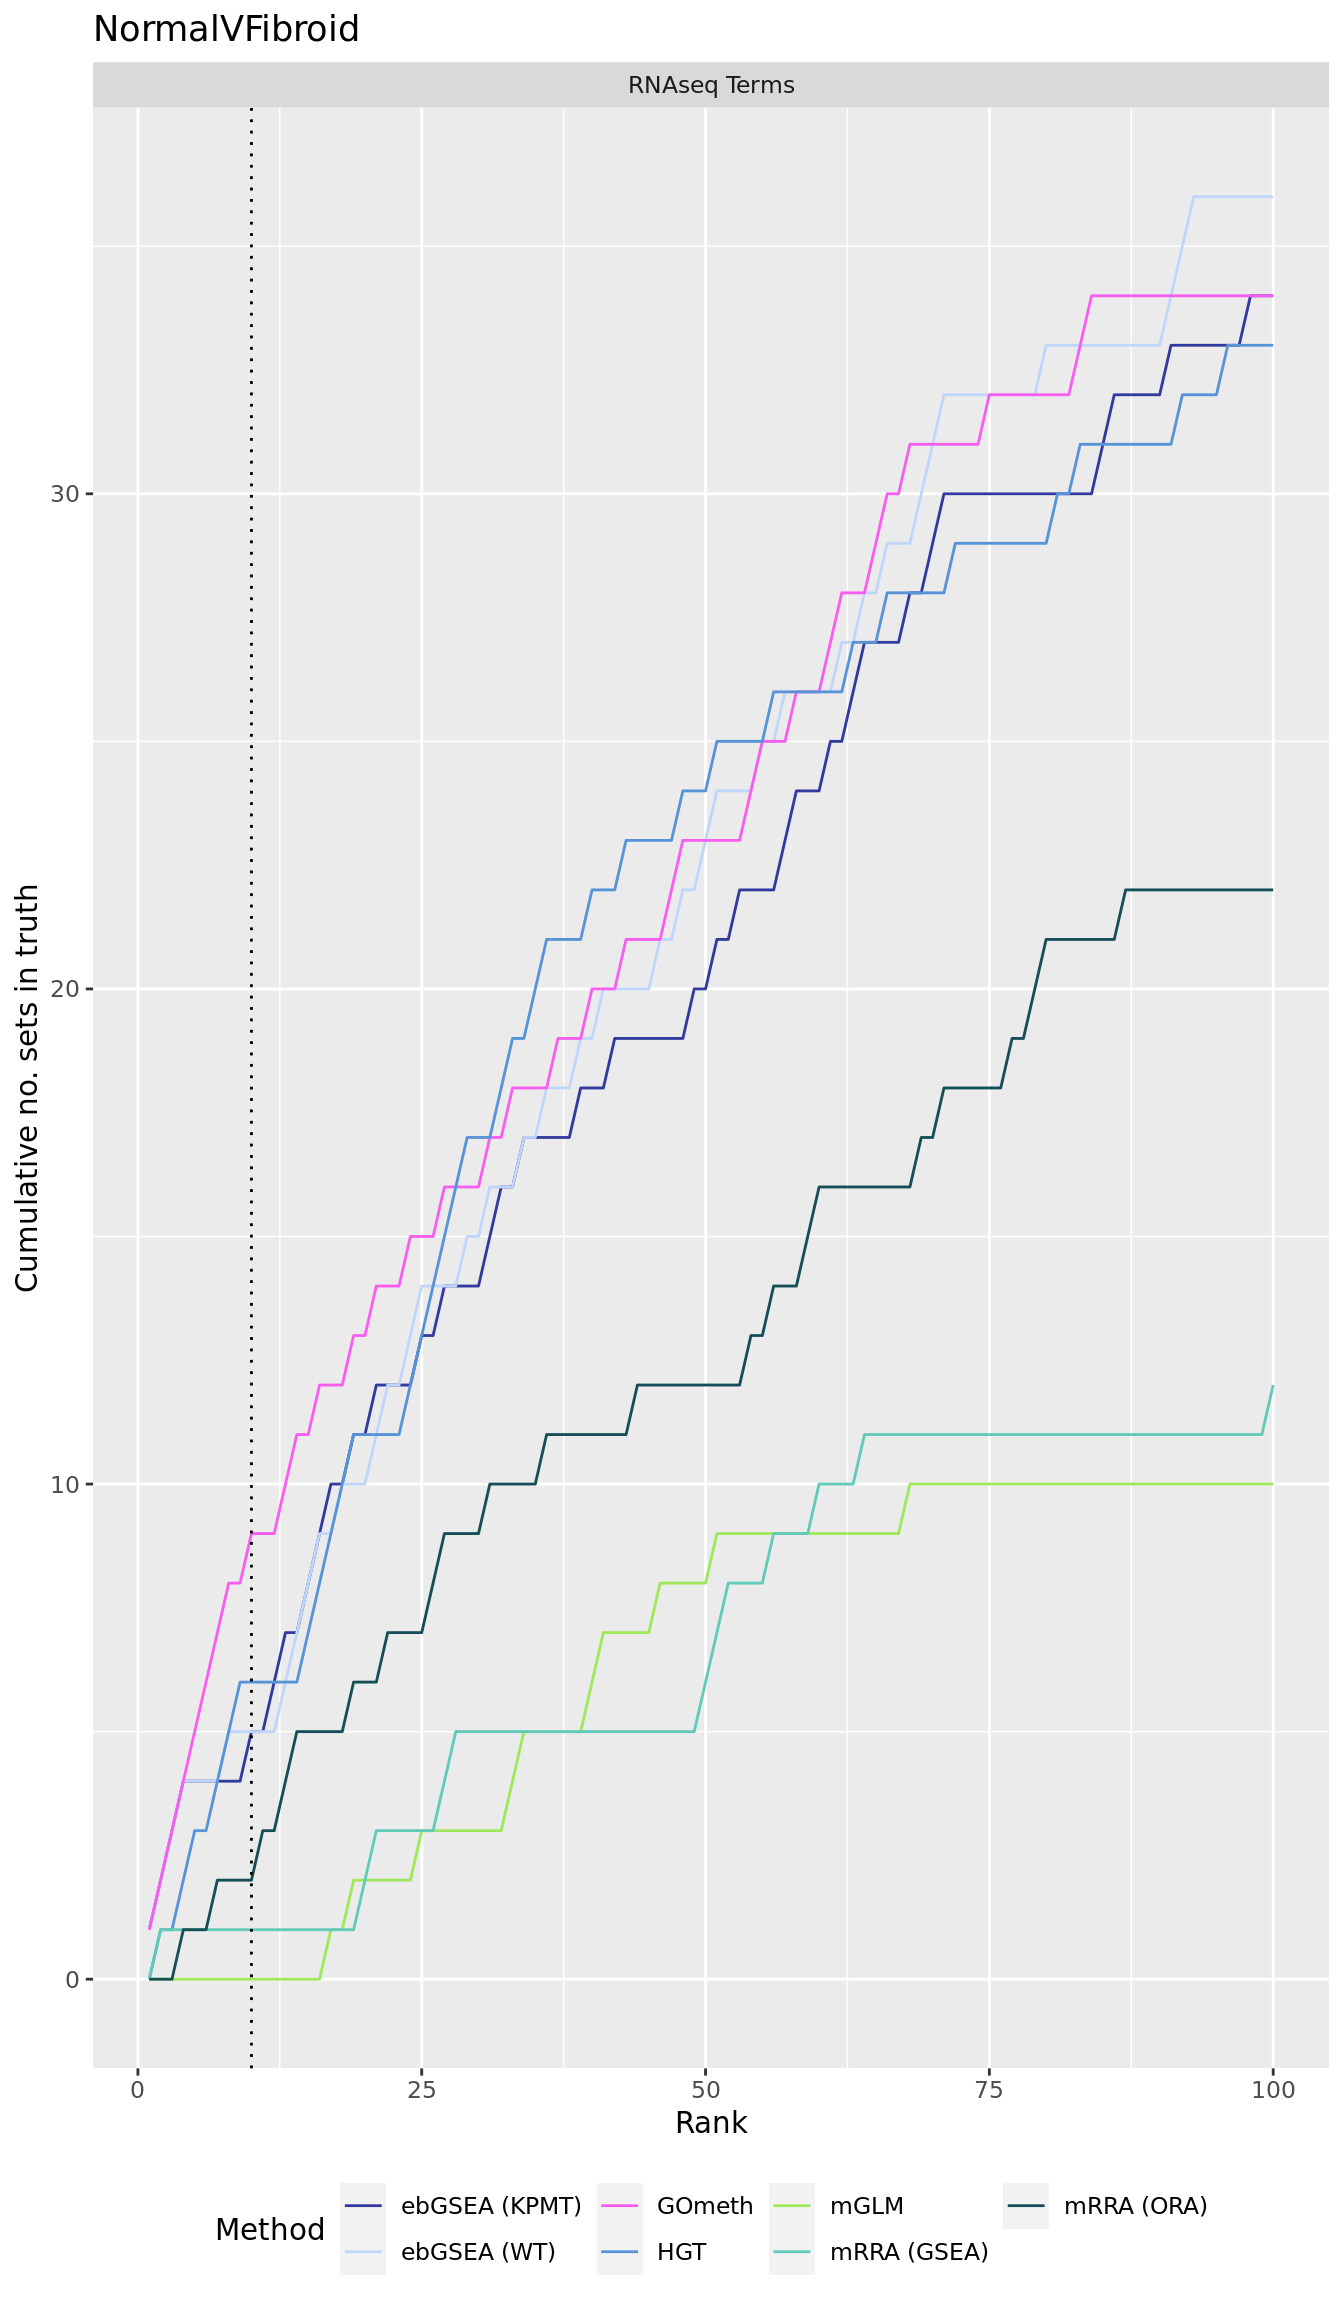 NormalVFibroid
RNAseq Terms
Cumulative no. sets in truth
30
20
10
0
0 25 50 75 100
Rank
Method
ebGSEA (KPMT) GOmeth mGLM mRRA (ORA)
ebGSEA (WT) HGT mRRA (GSEA)